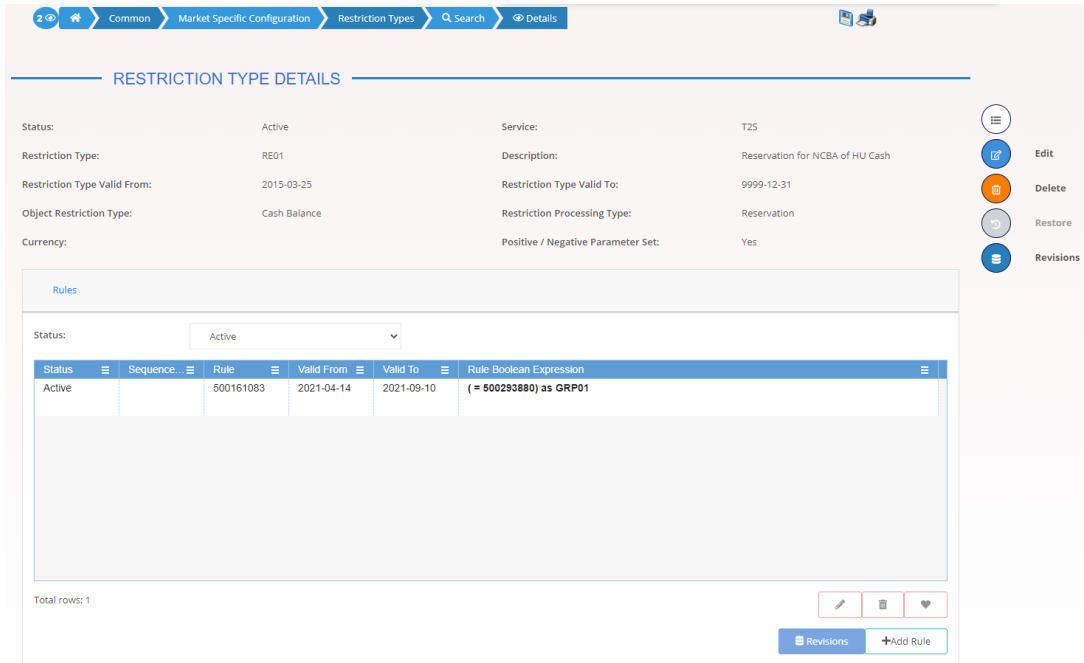 2 Common Market Specific Configuration Restriction Types Search Details
RESTRICTION TYPE DETAILS
Status: Active Service: T2S
Restriction Type: RE01 Description: Reservation for NCBA of HU Cash
Restriction Type Valid From: 2015-03-25 Restriction Type Valid To: 9999-12-31
Object Restriction Type: Cash Balance Restriction Processing Type: Reservation
Currency: Positive / Negative Parameter Set: Yes
Edit
Delete
Restore
Revisions
Rules
Status: Active
Status Sequence... Rule Valid From Valid To Rule Boolean Expression
Active 500161083 2021-04-14 2021-09-10 ( = 500293880) as GRP01
Total rows: 1
Revisions +Add Rule